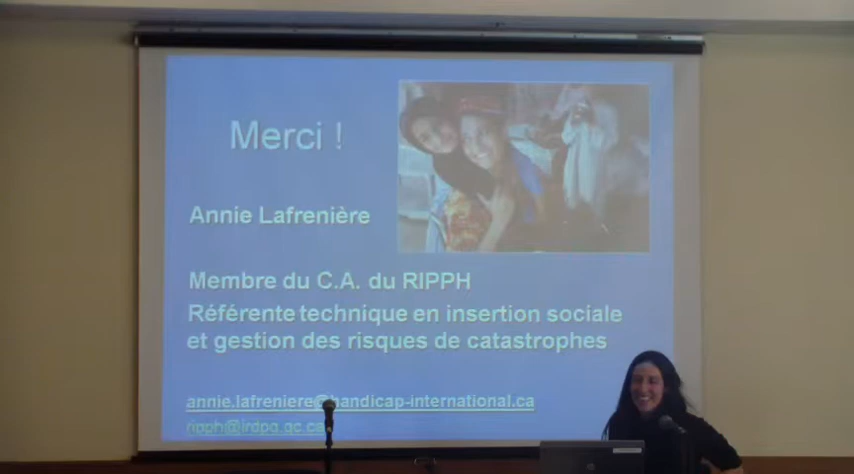 Merci !
Annie Lafrenière
Membre du C.A. du RIPPH
Référente technique en insertion sociale
et gestion des risques de catastrophes
annie.lafreniere@handicap-international.ca
ripph@irdpq.qc.ca